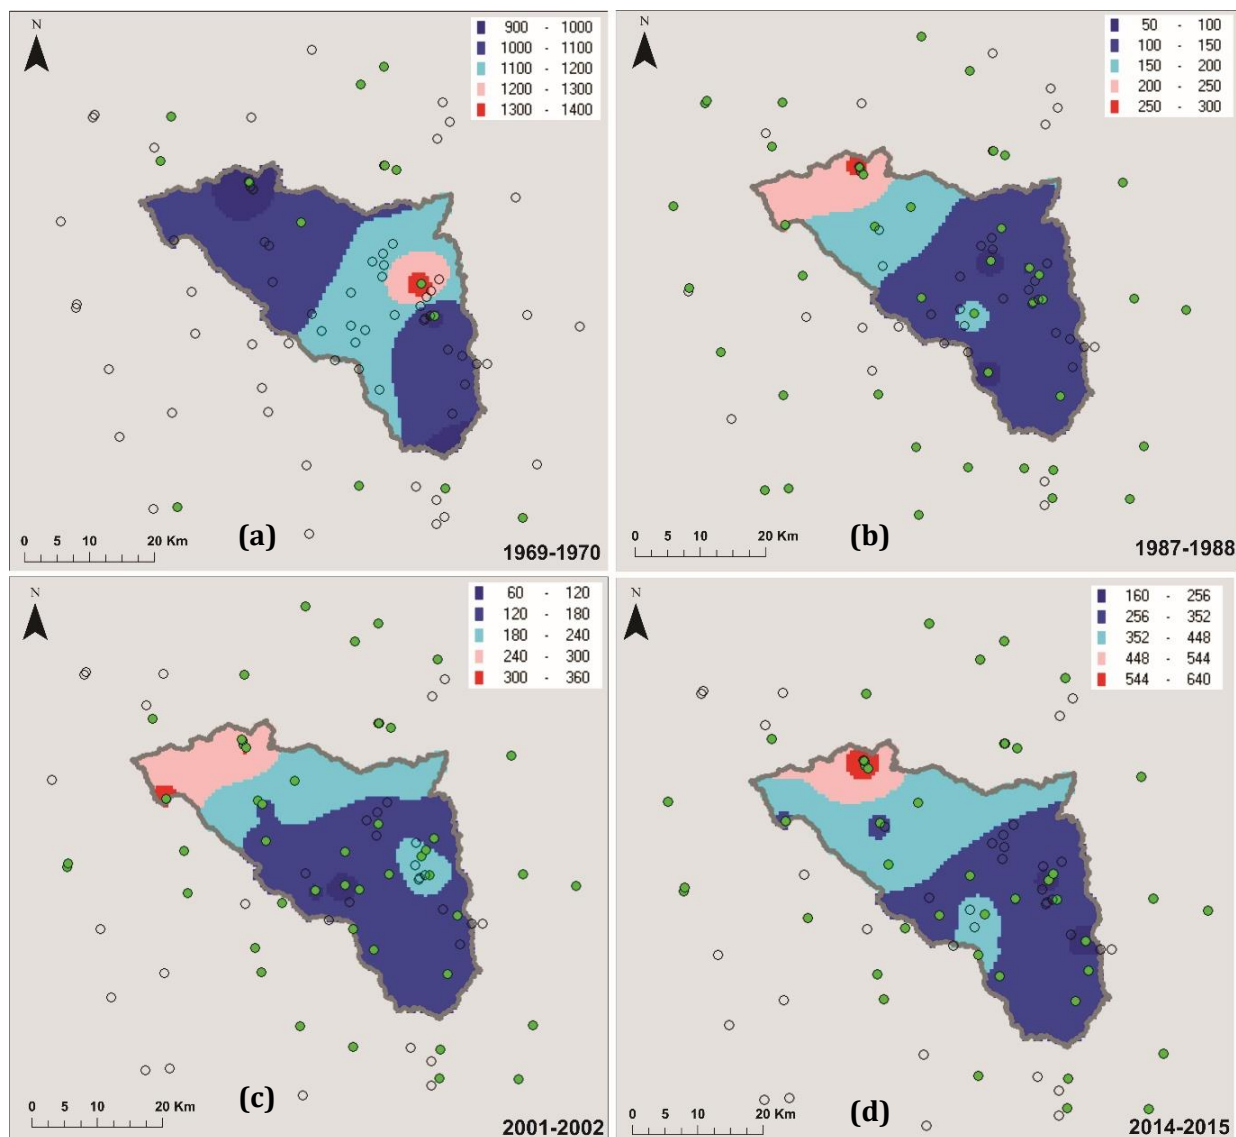 N
900 - 1000
1000 - 1100
1100 - 1200
1200 - 1300
1300 - 1400
0 5 10 20 Km
(a)
1969-1970
N
50 - 100
100 - 150
150 - 200
200 - 250
250 - 300
0 5 10 20 Km
(b)
1987-1988
N
60 - 120
120 - 180
180 - 240
240 - 300
300 - 360
0 5 10 20 Km
(c)
2001-2002
N
160 - 256
256 - 352
352 - 448
448 - 544
544 - 640
0 5 10 20 Km
(d)
2014-2015